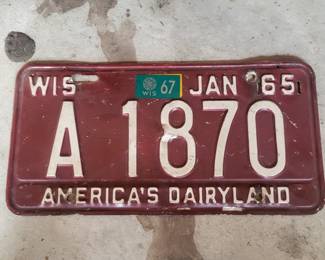 WIS 67 JAN 65
WIS
A 1870
AMERICA'S DAIRYLAND